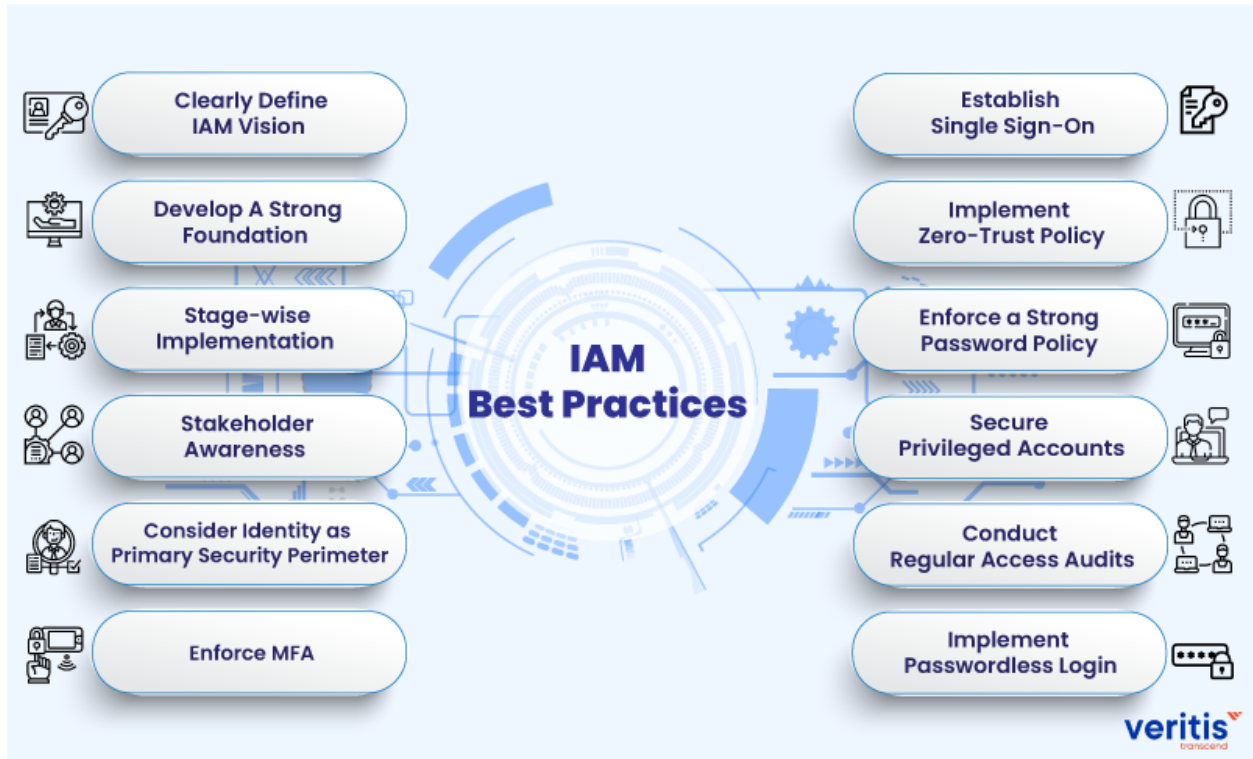 Clearly Define
IAM Vision
Develop A Strong
Foundation
Stage-wise
Implementation
Stakeholder
Awareness
Consider Identity as
Primary Security Perimeter
Enforce MFA
IAM
Best Practices
Establish
Single Sign-On
Implement
Zero-Trust Policy
Enforce a Strong
Password Policy
Secure
Privileged Accounts
Conduct
Regular Access Audits
Implement
Passwordless Login
veritis
transcend